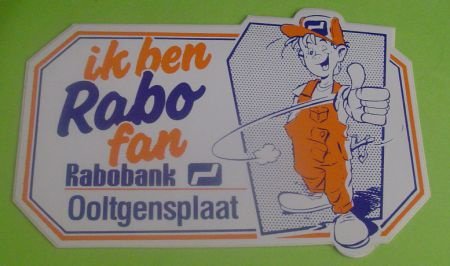 ik ben
Rabo
fan
Rabobank
Ooltgensplaat